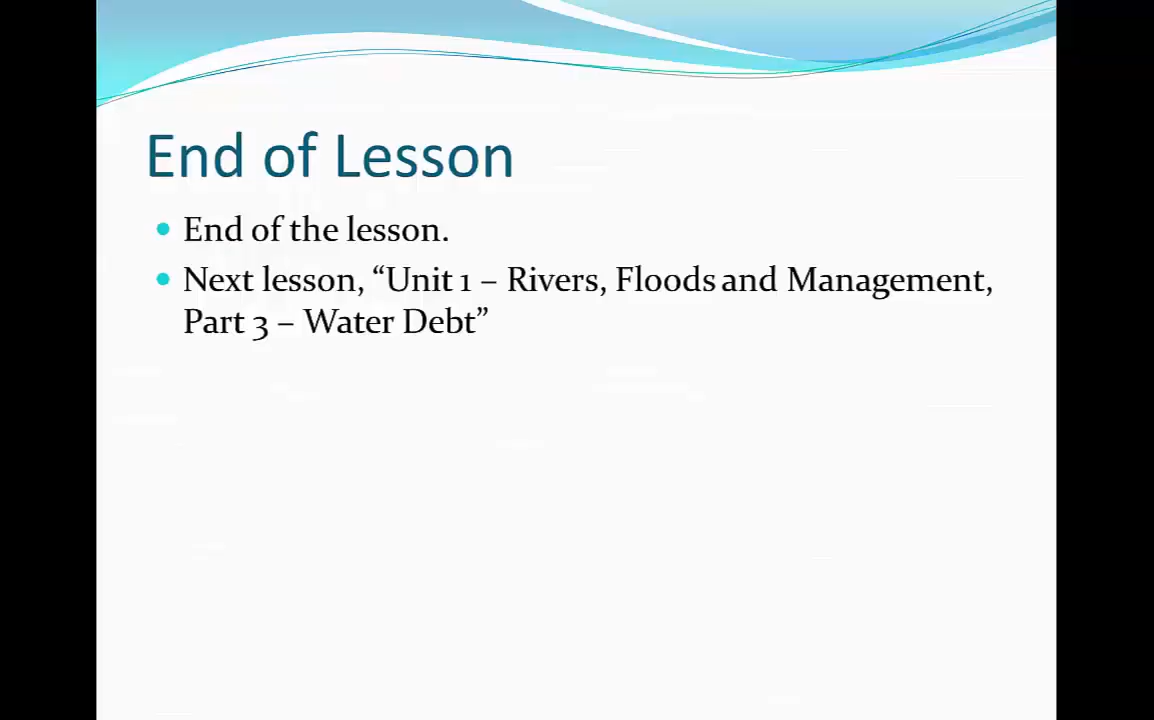 End of Lesson
End of the lesson.
Next lesson, “Unit 1 – Rivers, Floods and Management,
Part 3 – Water Debt”